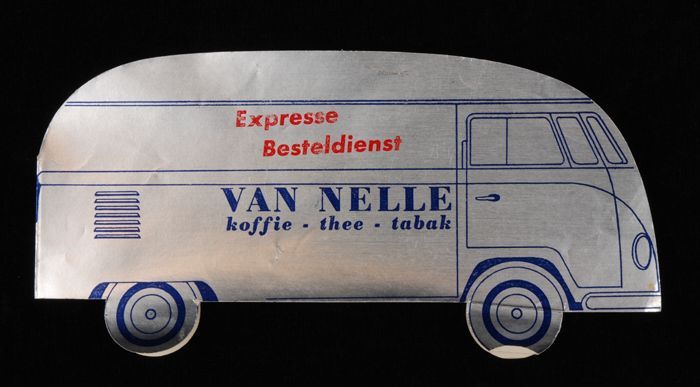 Expresse
Besteldienst
VAN NELLE
koffie - thee - tabak